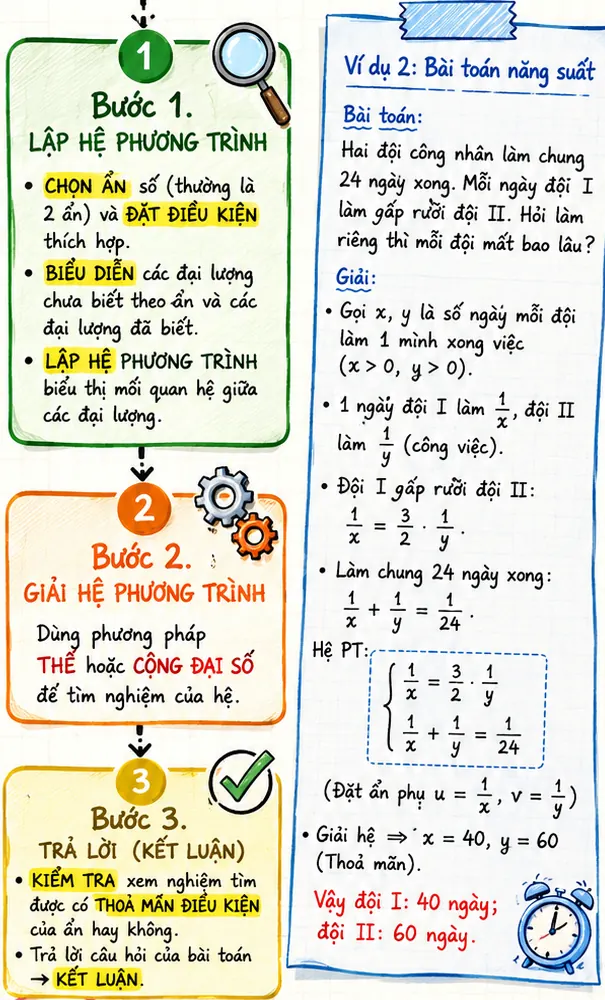 1
Bước 1.
LẬP HỆ PHƯƠNG TRÌNH
• CHỌN ẨN số (thường là
2 ẩn) và ĐẶT ĐIỀU KIỆN
thích hợp.
• BIỂU DIỄN các đại lượng
chưa biết theo ẩn và các
đại lượng đã biết.
• LẬP HỆ PHƯƠNG TRÌNH
biểu thị mối quan hệ giữa
các đại lượng.
2
Bước 2.
GIẢI HỆ PHƯƠNG TRÌNH
Dùng phương pháp
THẾ hoặc CỘNG ĐẠI SỐ
để tìm nghiệm của hệ.
3
Bước 3.
TRẢ LỜI (KẾT LUẬN)
• KIỂM TRA xem nghiệm tìm
được có THOẢ MÃN ĐIỀU KIỆN
của ẩn hay không.
• Trả lời câu hỏi của bài toán
→ KẾT LUẬN.
Ví dụ 2: Bài toán năng suất
Bài toán:
Hai đội công nhân làm chung
24 ngày xong. Mỗi ngày đội I
làm gấp rưỡi đội II. Hỏi làm
riêng thì mỗi đội mất bao lâu?
Giải:
• Gọi x, y là số ngày mỗi đội
làm 1 mình xong việc
(x > 0, y > 0).
• 1 ngày đội I làm 1/x, đội II
làm 1/y (công việc).
• Đội I gấp rưỡi đội II:
1/x = 3/2 · 1/y.
• Làm chung 24 ngày xong:
1/x + 1/y = 1/24.
Hệ PT:
{ 1/x = 3/2 · 1/y
1/x + 1/y = 1/24
(Đặt ẩn phụ u = 1/x, v = 1/y)
• Giải hệ ⇒ x = 40, y = 60
(Thoả mãn).
Vậy đội I: 40 ngày;
đội II: 60 ngày.